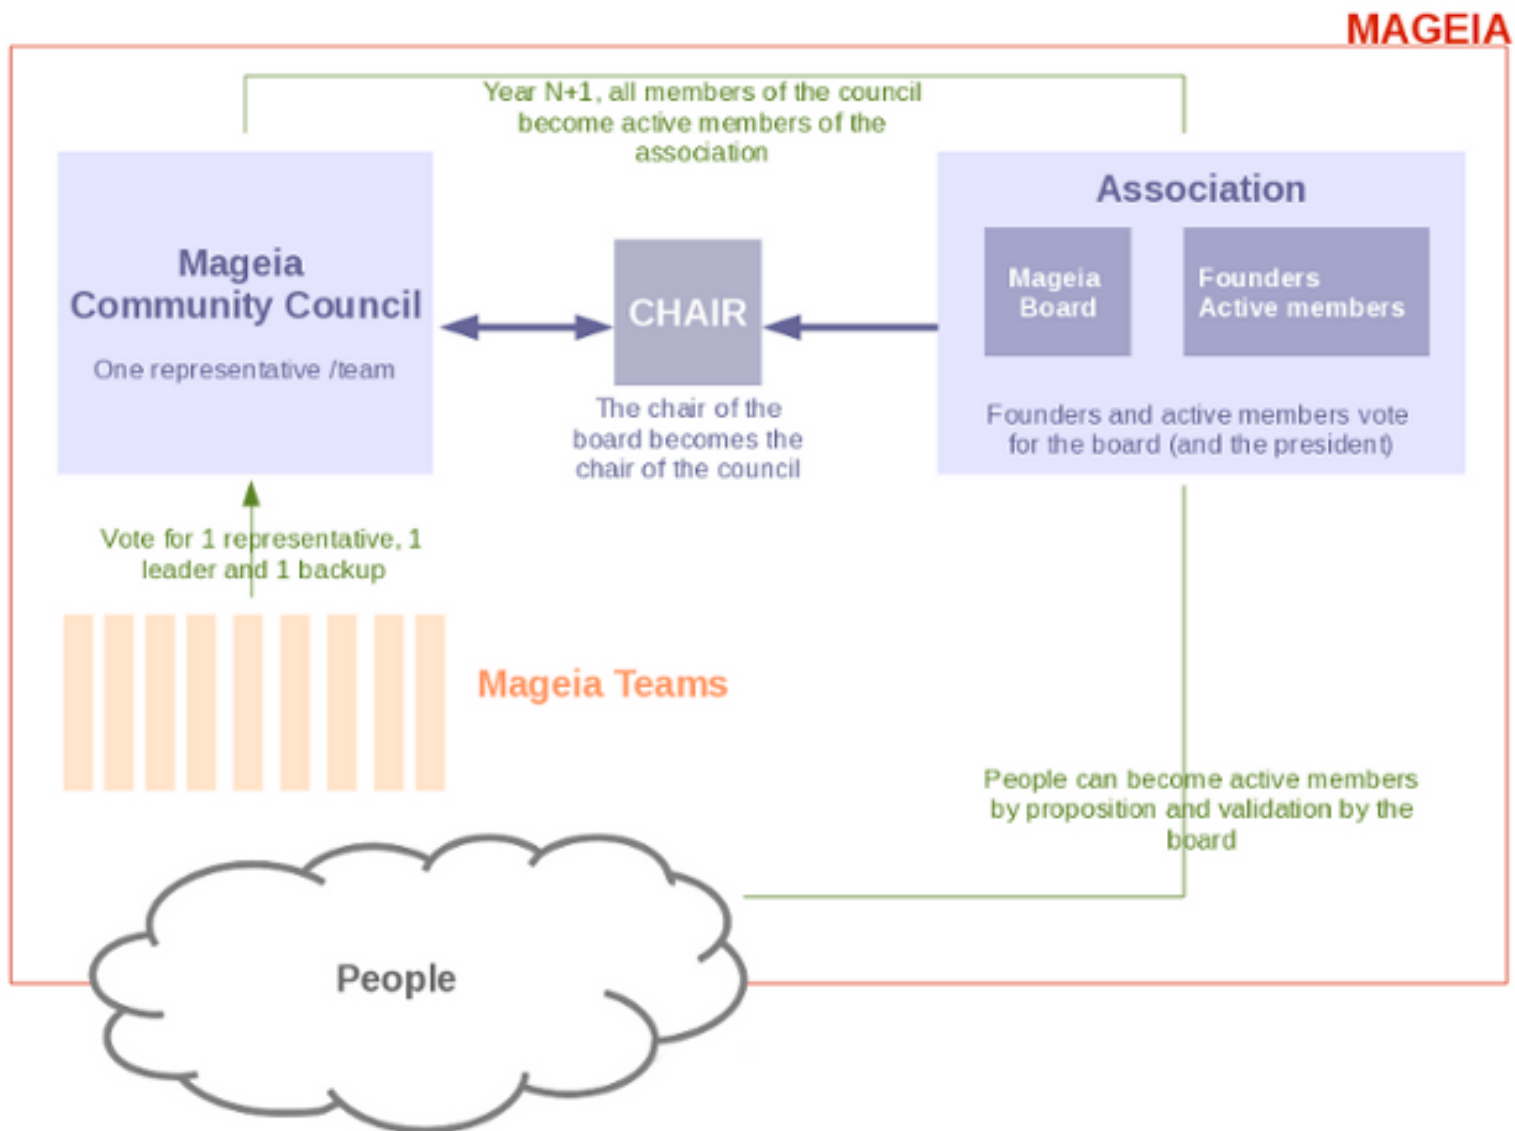 MAGEIA
Year N+1, all members of the council
become active members of the
association
Mageia
Community Council
One representative /team
CHAIR
The chair of the
board becomes the
chair of the council
Association
Mageia
Board
Founders
Active members
Founders and active members vote
for the board (and the president)
Vote for 1 representative, 1
leader and 1 backup
Mageia Teams
People can become active members
by proposition and validation by the
board
People